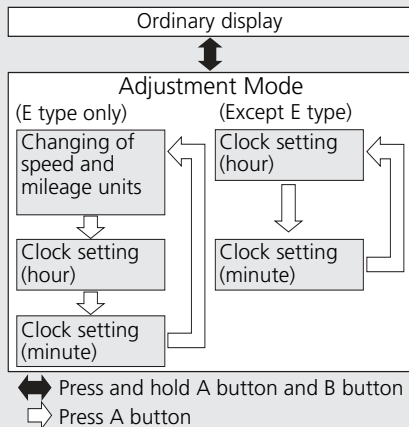 Ordinary display
Adjustment Mode
(E type only)
Changing of
speed and
mileage units
Clock setting
(hour)
Clock setting
(minute)
(Except E type)
Clock setting
(hour)
Clock setting
(minute)
Press and hold A button and B button
Press A button